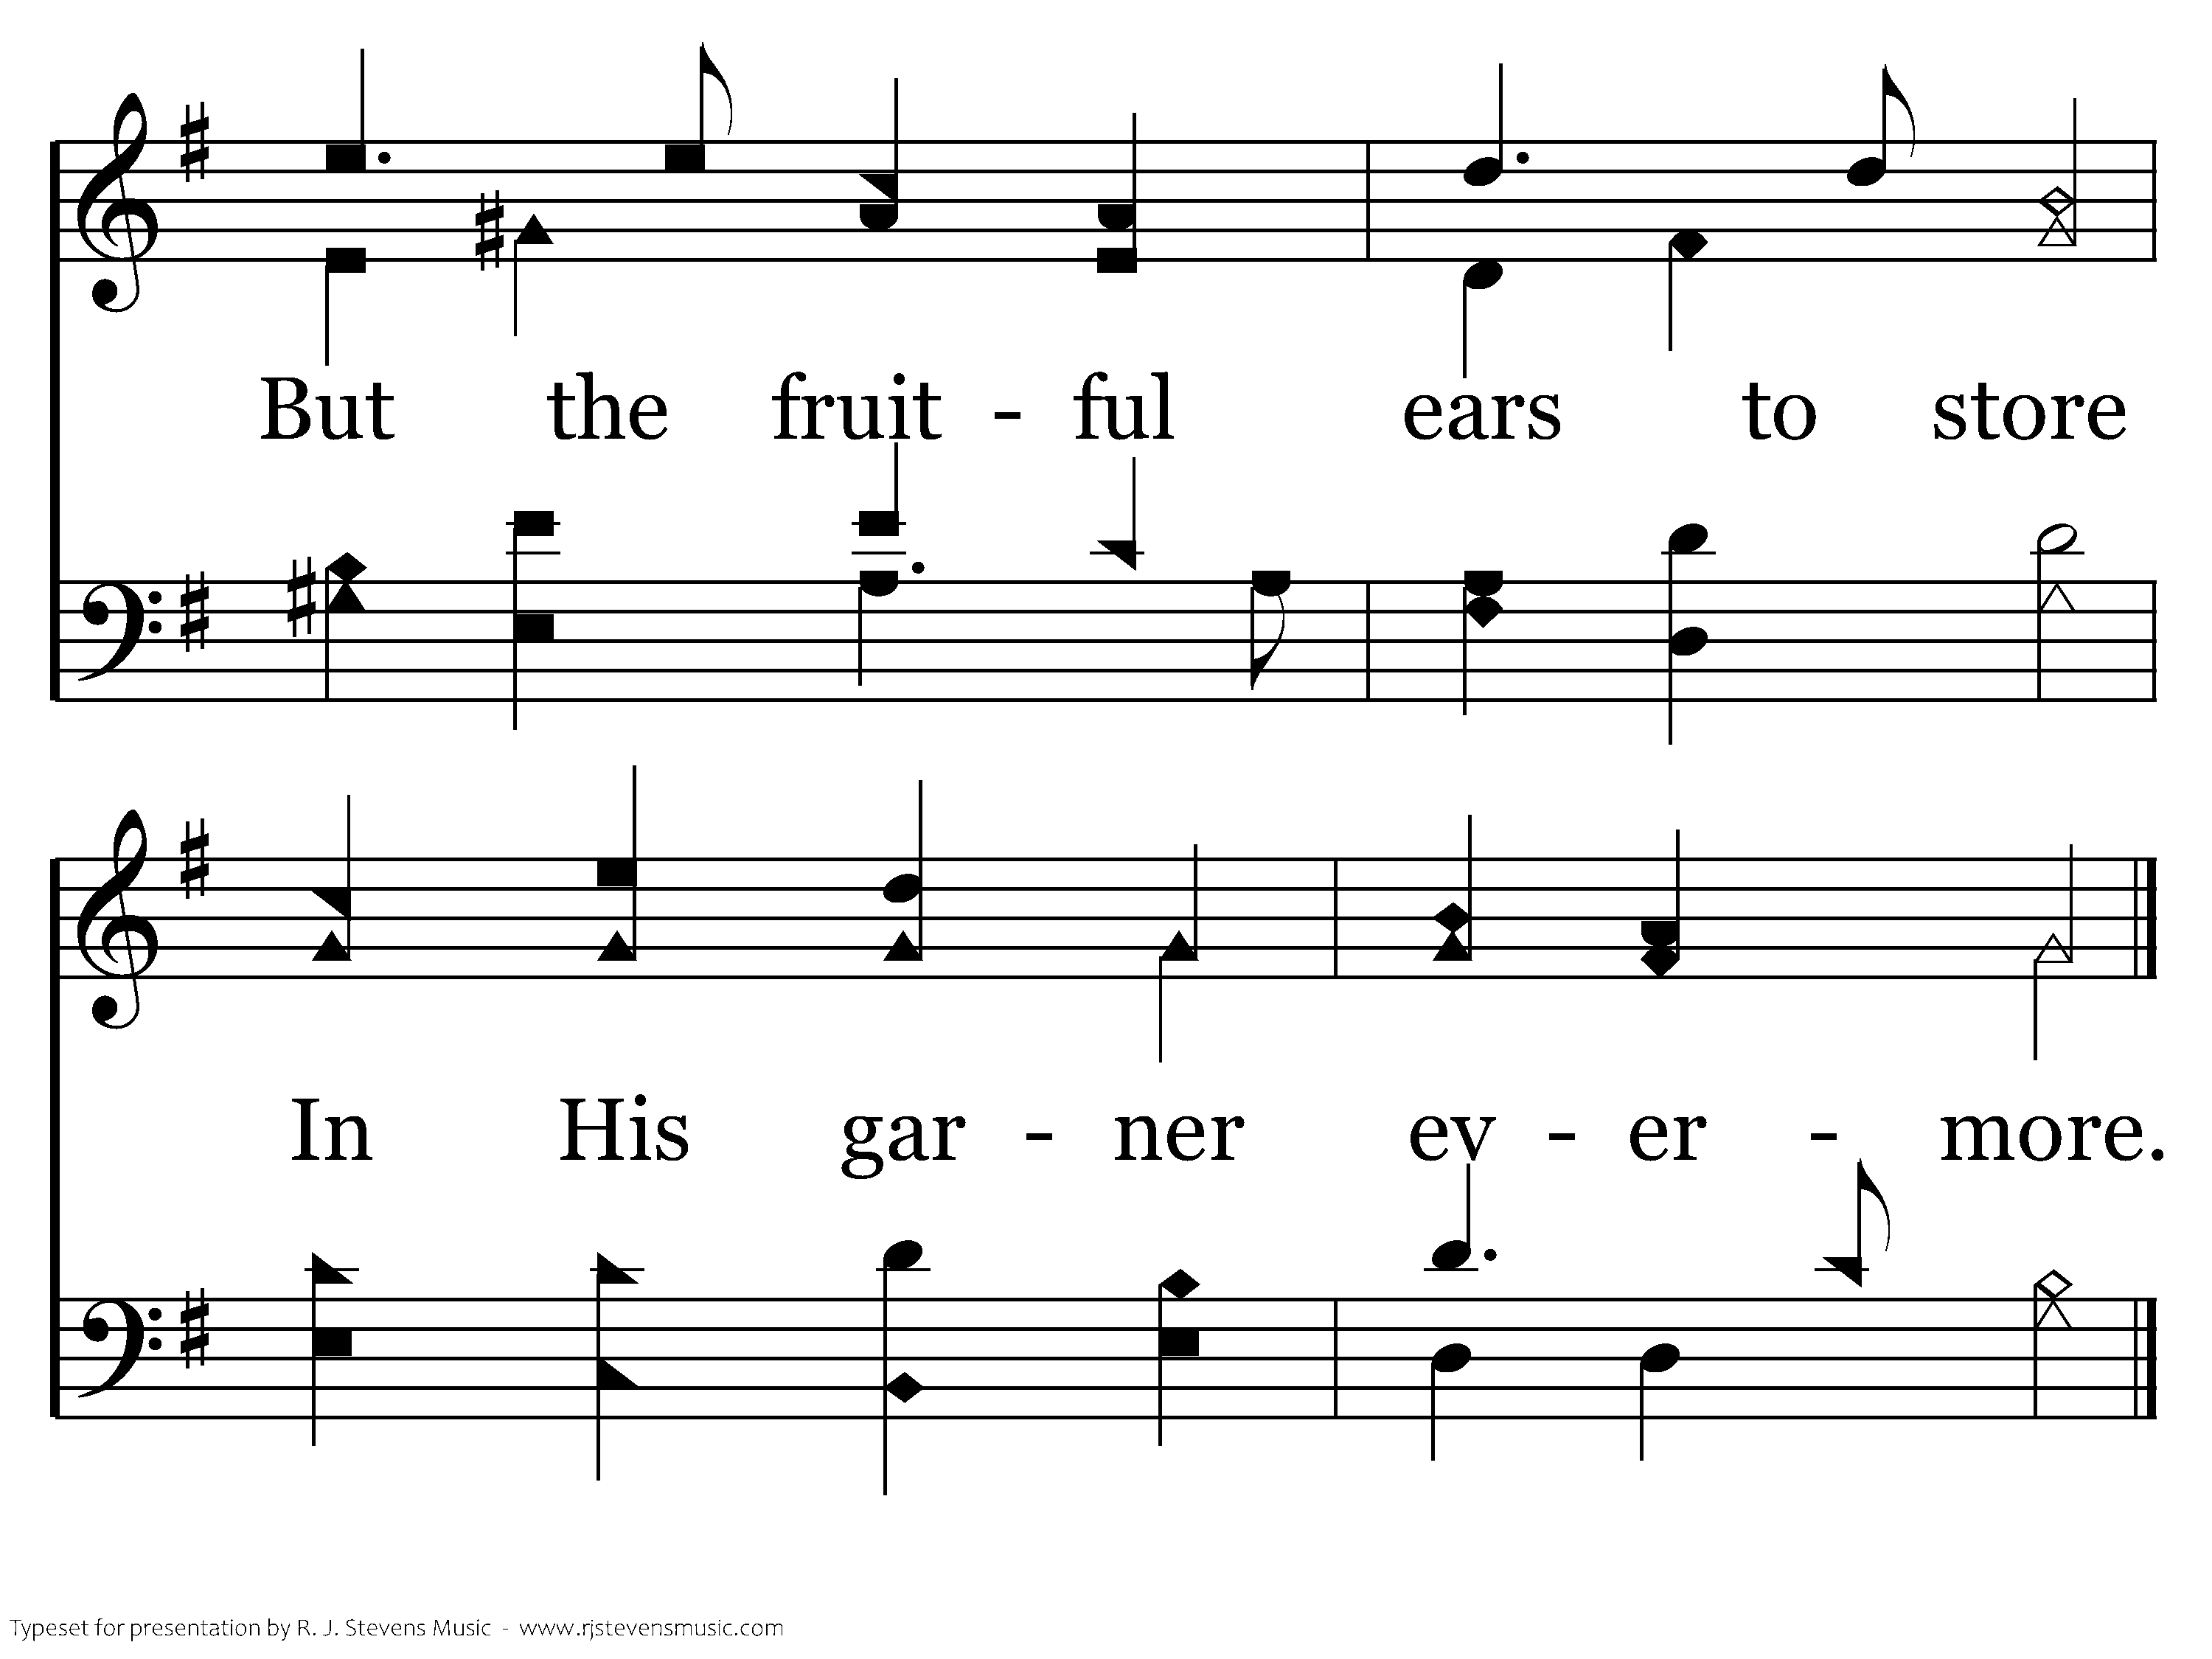 But the fruit - ful ears to store
In His gar - ner ev - er - more.
Typeset for presentation by R. J. Stevens Music - www.rjstevensmusic.com